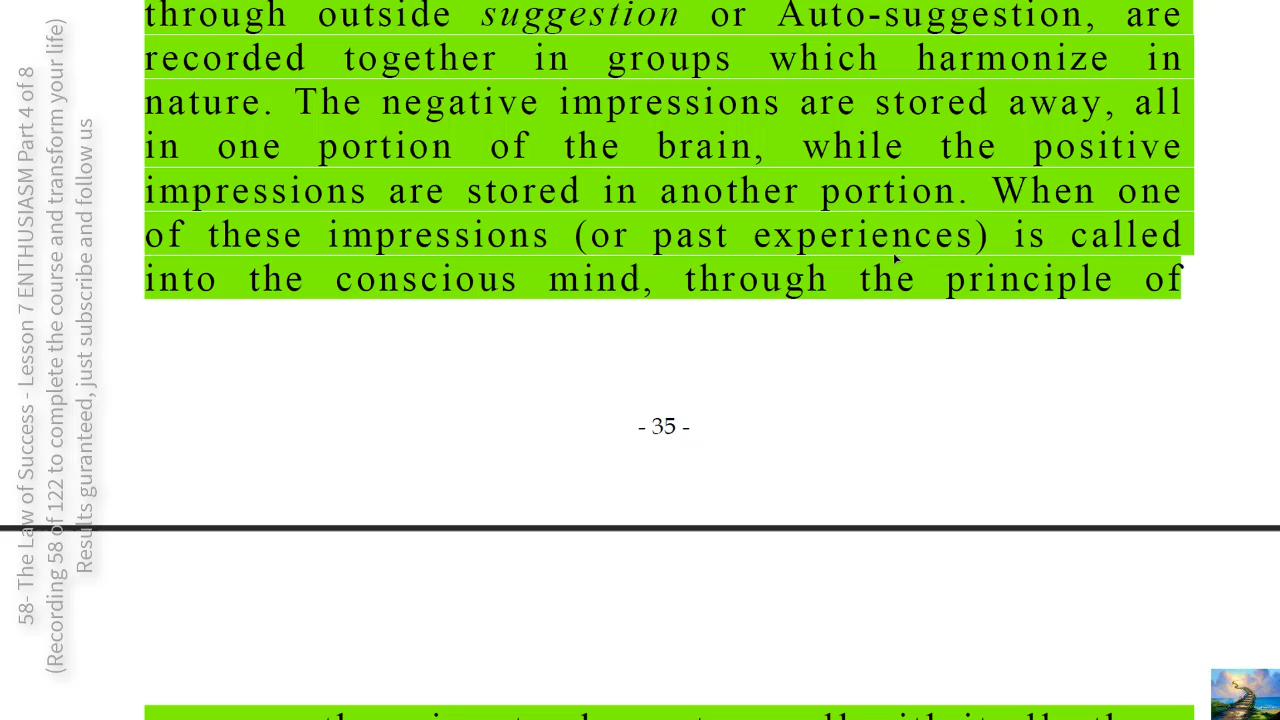 through outside suggestion or Auto-suggestion, are
recorded together in groups which harmonize in
nature. The negative impressions are stored away, all
in one portion of the brain, while the positive
impressions are stored in another portion. When one
of these impressions (or past experiences) is called
into the conscious mind, through the principle of
- 35 -
58- The Law of Success - Lesson 7 ENTHUSIASM Part 4 of 8
(Recording 58 of 122 to complete the course and transform your life)
Results guranteed, just subscribe and follow us